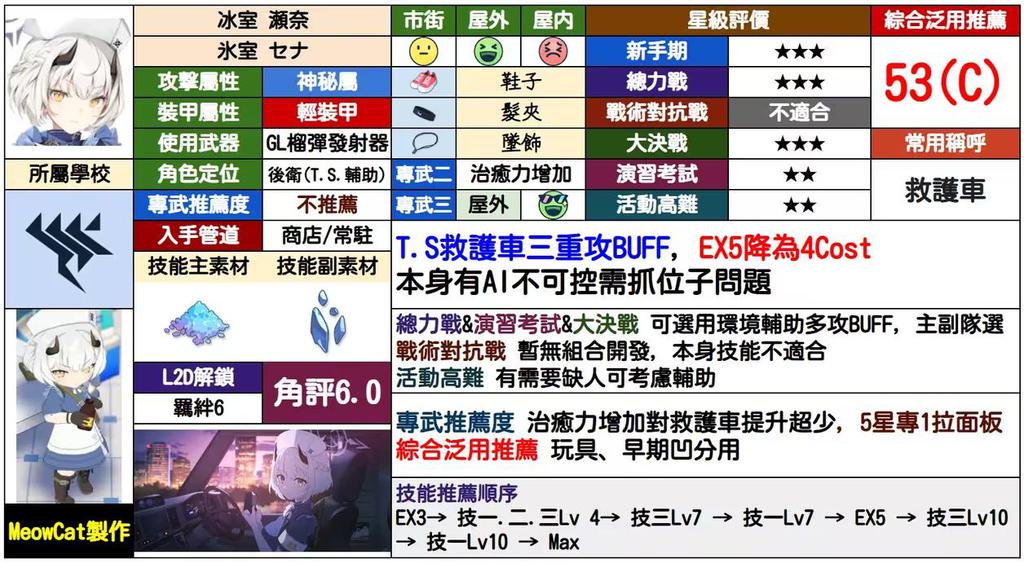 冰室 瀨奈
氷室 セナ
攻擊屬性 神秘屬
裝甲屬性 輕裝甲
使用武器 GL榴彈發射器
所屬學校
角色定位 後衛(T.S.輔助)
專武推薦度 不推薦
入手管道 商店/常駐
技能主素材 技能副素材
L2D解鎖
羈絆6
角評6.0
MeowCat製作
市街 屋外 屋内
鞋子
髮夾
墜飾
專武二 治癒力增加
專武三 屋外
星級評價
新手期 ★★★
總力戰 ★★★
戰術對抗戰 不適合
大決戰 ★★★
演習考試 ★★
活動高難 ★★
綜合泛用推薦
53(C)
常用稱呼
救護車
T.S救護車三重攻BUFF，EX5降為4Cost
本身有AI不可控需抓位子問題
總力戰&演習考試&大決戰 可選用環境輔助多攻BUFF，主副隊選
戰術對抗戰 暫無組合開發，本身技能不適合
活動高難 有需要缺人可考慮輔助
專武推薦度 治癒力增加對救護車提升超少，5星專1拉面板
綜合泛用推薦 玩具、早期凹分用
技能推薦順序
EX3→ 技一.二.三Lv 4→ 技三Lv7 → 技一Lv7 → EX5 → 技三Lv10
→ 技一Lv10 → Max